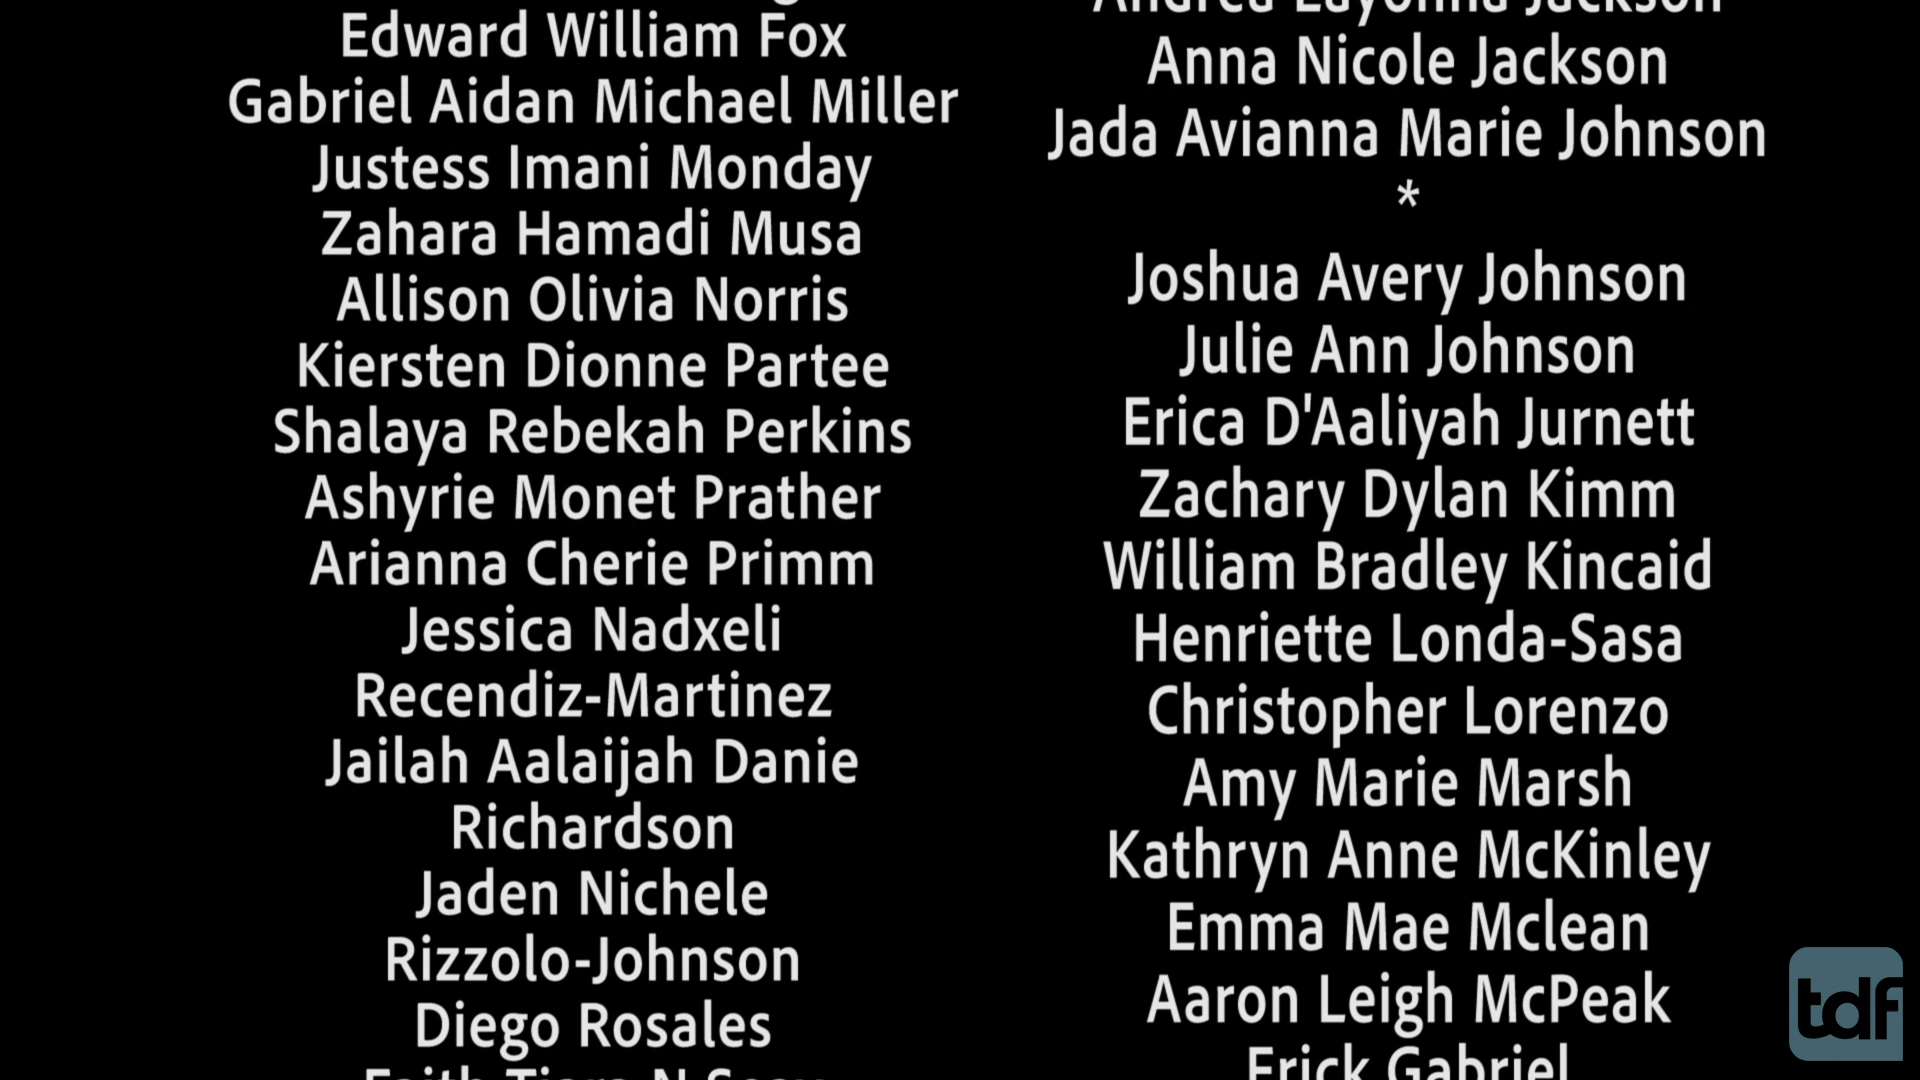 Edward William Fox
Gabriel Aidan Michael Miller
Justess Imani Monday
Zahara Hamadi Musa
Allison Olivia Norris
Kiersten Dionne Partee
Shalaya Rebekah Perkins
Ashyrie Monet Prather
Arianna Cherie Primm
Jessica Nadxeli
Recendiz-Martinez
Jailah Aalaijah Danie
Richardson
Jaden Nichele
Rizzolo-Johnson
Diego Rosales
Anna Nicole Jackson
Jada Avianna Marie Johnson
*
Joshua Avery Johnson
Julie Ann Johnson
Erica D'Aaliyah Jurnett
Zachary Dylan Kimm
William Bradley Kincaid
Henriette Londa-Sasa
Christopher Lorenzo
Amy Marie Marsh
Kathryn Anne McKinley
Emma Mae Mclean
Aaron Leigh McPeak
Erick Gabriel
tdf